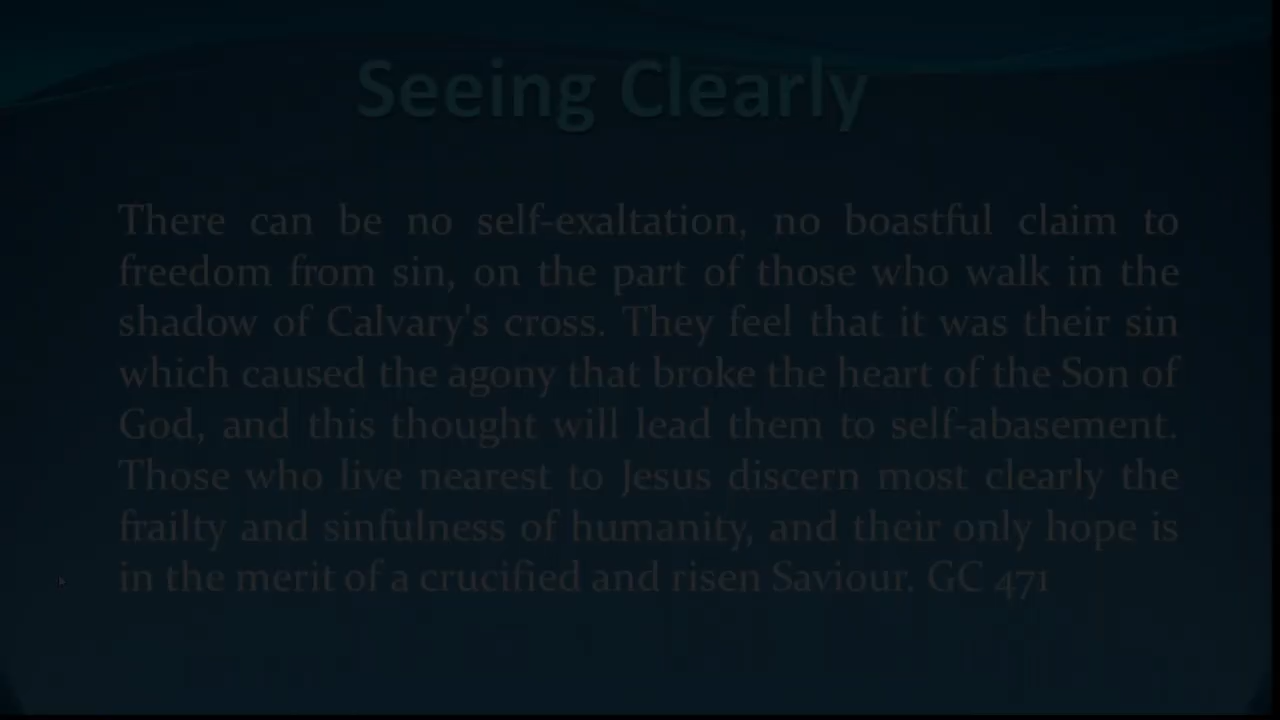 Seeing Clearly
There can be no self-exaltation, no boastful claim to
freedom from sin, on the part of those who walk in the
shadow of Calvary's cross. They feel that it was their sin
which caused the agony that broke the heart of the Son of
God, and this thought will lead them to self-abasement.
Those who live nearest to Jesus discern most clearly the
frailty and sinfulness of humanity, and their only hope is
in the merit of a crucified and risen Saviour. GC 471